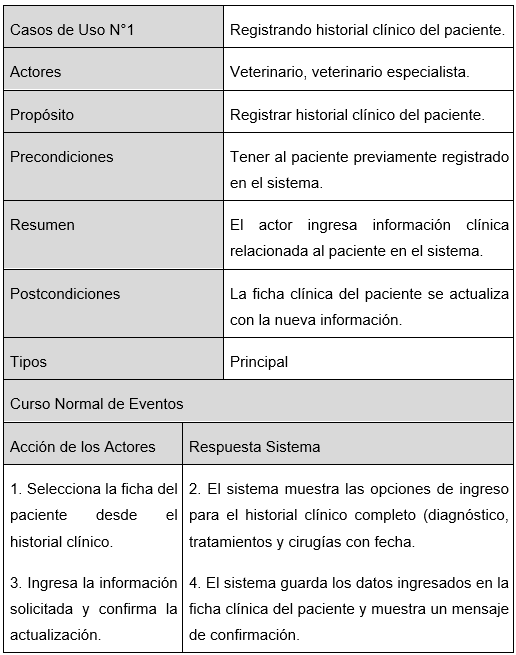 Casos de Uso N°1
Registrando historial clínico del paciente.
Actores
Veterinario, veterinario especialista.
Propósito
Registrar historial clínico del paciente.
Precondiciones
Tener al paciente previamente registrado
en el sistema.
Resumen
El actor ingresa información clínica
relacionada al paciente en el sistema.
Postcondiciones
La ficha clínica del paciente se actualiza
con la nueva información.
Tipos
Principal
Curso Normal de Eventos
Acción de los Actores
Respuesta Sistema
1. Selecciona la ficha del
paciente desde el
historial clínico.
2. El sistema muestra las opciones de ingreso
para el historial clínico completo (diagnóstico,
tratamientos y cirugías con fecha.
3. Ingresa la información
solicitada y confirma la
actualización.
4. El sistema guarda los datos ingresados en la
ficha clínica del paciente y muestra un mensaje
de confirmación.